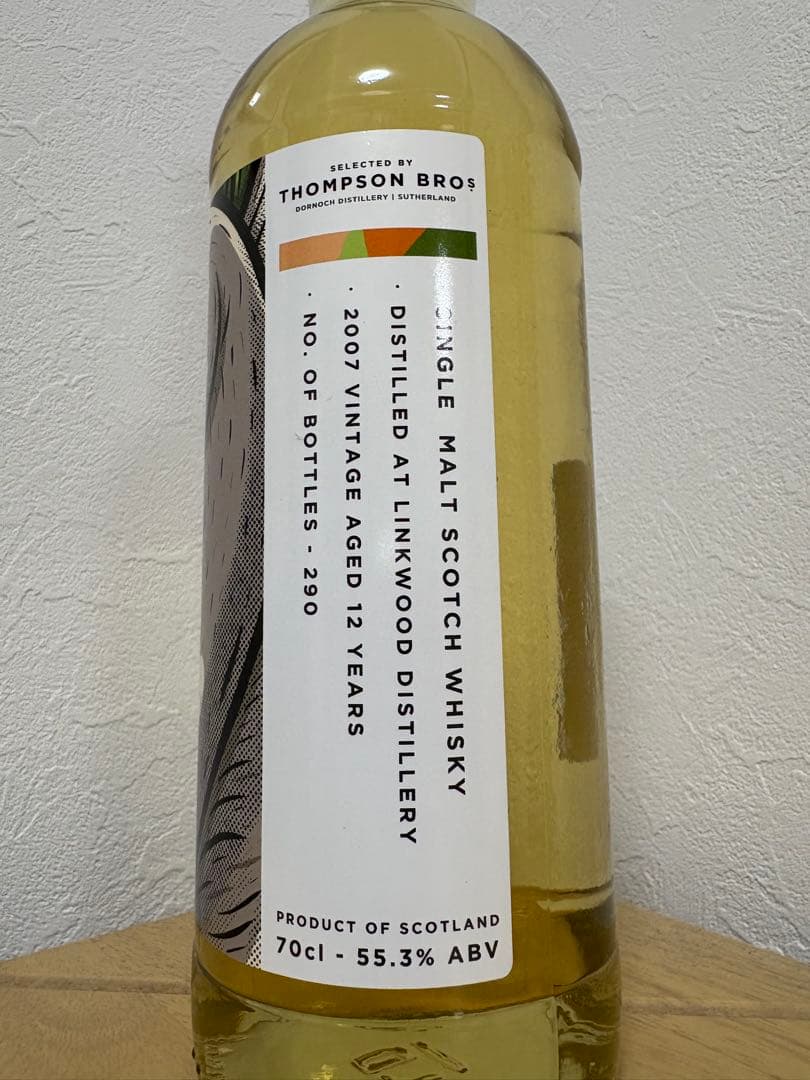 SELECTED BY
THOMPSON BROS
DORNOCH DISTILLERY | SUTHERLAND
SINGLE MALT SCOTCH WHISKY
· DISTILLED AT LINKWOOD DISTILLERY
· 2007 VINTAGE AGED 12 YEARS
· NO. OF BOTTLES - 290
PRODUCT OF SCOTLAND
70cl - 55.3% ABV